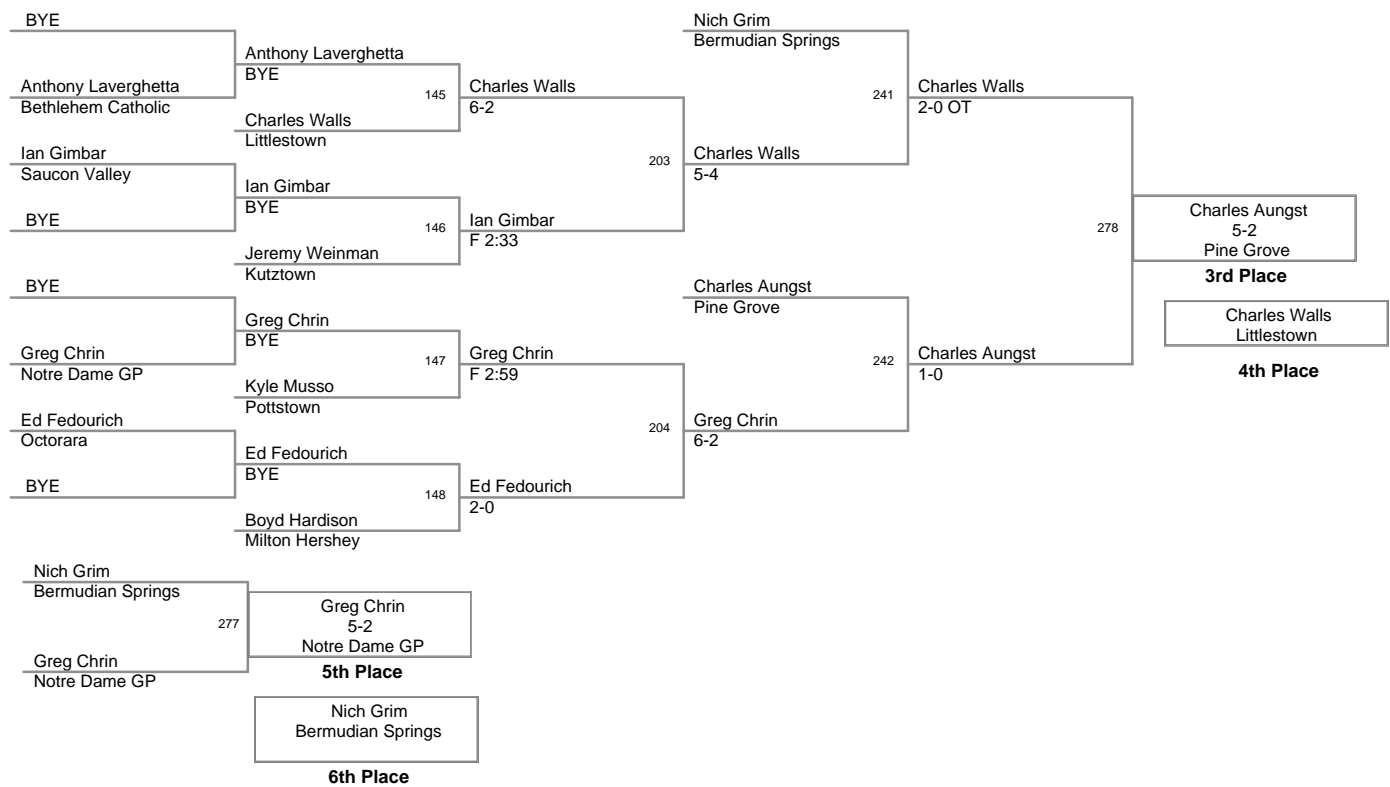 BYE
Anthony Laverghetta
Bethlehem Catholic
Ian Gimbar
Saucon Valley
BYE
BYE
Greg Chrin
Notre Dame GP
Ed Fedourich
Octorara
BYE
Anthony Laverghetta
BYE
145
Charles Walls
Littlestown
Ian Gimbar
BYE
146
Jeremy Weinman
Kutztown
Greg Chrin
BYE
147
Kyle Musso
Pottstown
Ed Fedourich
BYE
148
Boyd Hardison
Milton Hershey
Charles Walls
6-2
203
Ian Gimbar
F 2:33
Greg Chrin
F 2:59
204
Ed Fedourich
2-0
Nich Grim
Bermudian Springs
241
Charles Walls
5-4
Charles Aungst
Pine Grove
242
Greg Chrin
6-2
Charles Walls
2-0 OT
278
Charles Aungst
1-0
Charles Aungst
5-2
Pine Grove
3rd Place
Charles Walls
Littlestown
4th Place
Nich Grim
Bermudian Springs
277
Greg Chrin
Notre Dame GP
Greg Chrin
5-2
Notre Dame GP
5th Place
Nich Grim
Bermudian Springs
6th Place